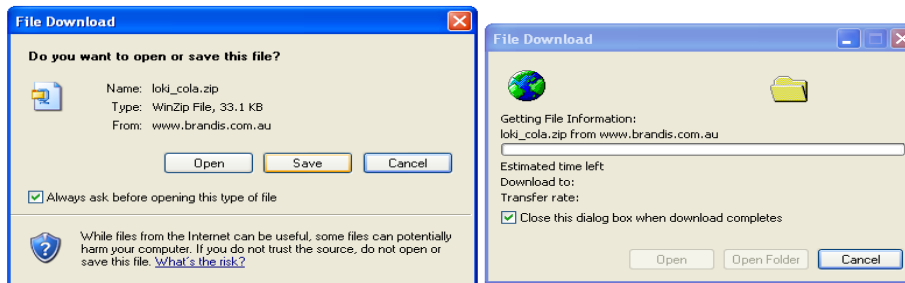 File Download
Do you want to open or save this file?
Name: loki_cola.zip
Type: WinZip File, 33.1 KB
From: www.brandis.com.au
Open Save Cancel
Always ask before opening this type of file
While files from the Internet can be useful, some files can potentially
harm your computer. If you do not trust the source, do not open or
save this file. What's the risk?
File Download
Getting File Information:
loki_cola.zip from www.brandis.com.au
Estimated time left
Download to:
Transfer rate:
Close this dialog box when download completes
Open Open Folder Cancel